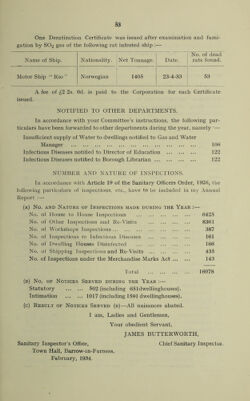 53
One Deratisation Certificate was issued after examination and fumi-
gation by SO2 gas of the following rat infested ship:—
Name of Ship. Nationality. Net Tonnage. Date. No. of dead rats found.
Motor Ship "Rio" Norwegian 1405 23-4-33 53
A fee of £2 2s. 0d. is paid to the Corporation for each Certificate
issued.
NOTIFIED TO OTHER DEPARTMENTS.
In accordance with your Committee's instructions, the following par-
ticulars have been forwarded to other departments during the year, namely:—
Insufficient supply of Water to dwellings notified to Gas and Water
Manager ... 106
Infectious Diseases notified to Director of Education ... 122
Infectious Diseases notified to Borough Librarian ... 122
NUMBER AND NATURE OF INSPECTIONS.
In accordance with Article 19 of the Sanitary Officers Order, 1926, the
following particulars of inspections, etc., have to be included in my Annual
Report:—
(a) No. and Nature of Inspections made during the Year:—
No. of House to House Inspections ... 6425
No. of Other Inspections and Re-Visits ... 8361
No. of Workshops Inspections ... 387
No. of Inspections re Infectious Diseases ... 161
No. of Dwelling Houses Disinfected ... 166
No. of Shipping Inspections and Re-Visits ... 435
No. of Inspections under the Merchandise Marks Act ... 143
Total ... 16078
(b) No. of Notices Served during the Year:—
Statutory ... 502 (including 483 dwellinghouses).
Intimation ... 1917 (including 1891 dwellinghouses).
(c) Result of Notices Served (b)—All nuisances abated.
I am, Ladies and Gentlemen,
Your obedient Servant,
JAMES BUTTERWORTH,
Sanitary Inspector's Office, Chief Sanitary Inspector.
Town Hall, Barrow-in-Furness.
February, 1934.